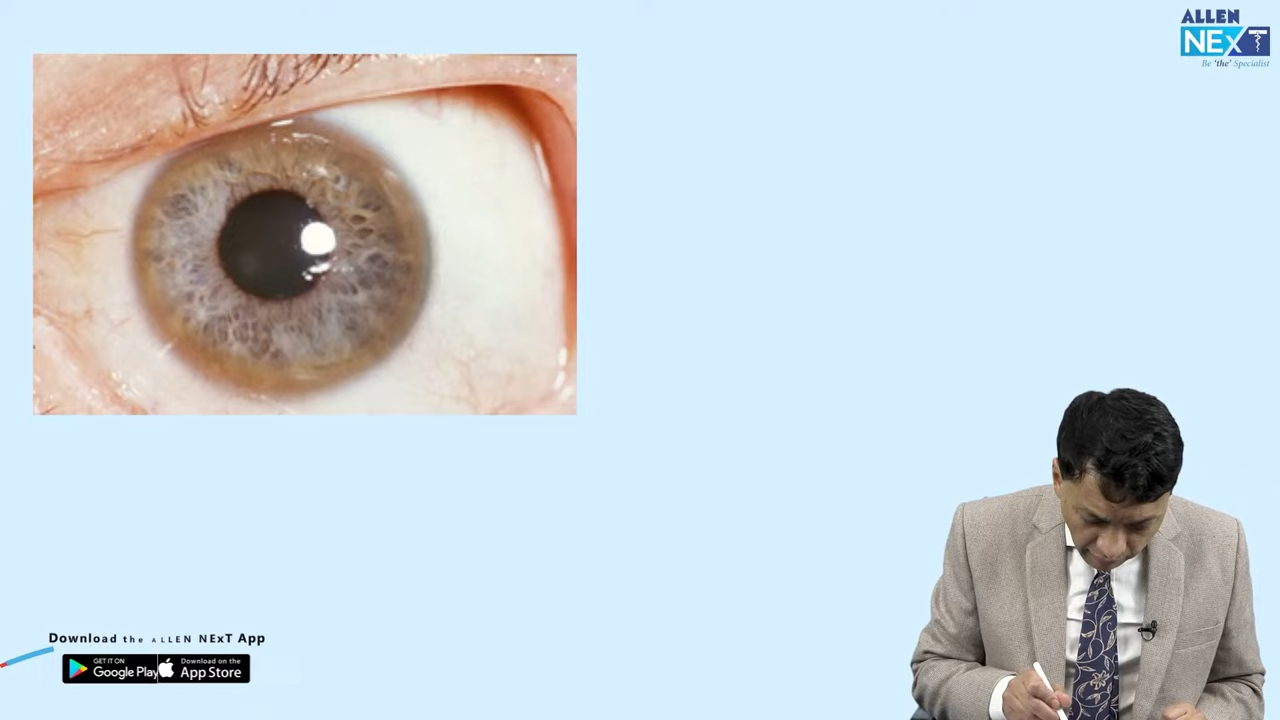 ALLEN
NExT
Be 'the' Specialist
Download the ALLEN NExT App
GET IT ON
Google Play
Download on the
App Store